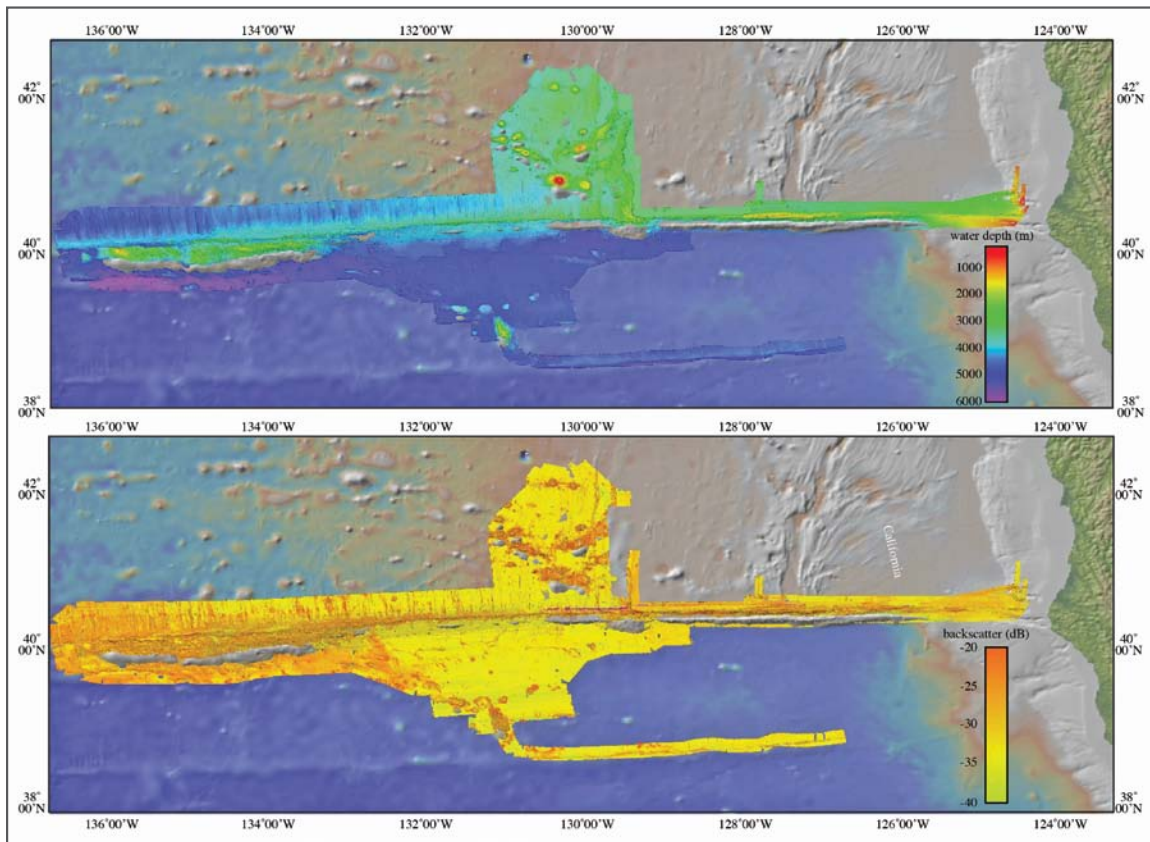 136°00'W 134°00'W 132°00'W 130°00'W 128°00'W 126°00'W 124°00'W
42° 00'N 42° 00'N
40° 00'N 40° 00'N
water depth (m)
1000
2000
3000
4000
5000
6000
38° 00'N 38° 00'N
136°00'W 134°00'W 132°00'W 130°00'W 128°00'W 126°00'W 124°00'W
42° 00'N 42° 00'N
California
40° 00'N 40° 00'N
backscatter (dB)
-20
-25
-30
-35
-40
38° 00'N 38° 00'N
136°00'W 134°00'W 132°00'W 130°00'W 128°00'W 126°00'W 124°00'W